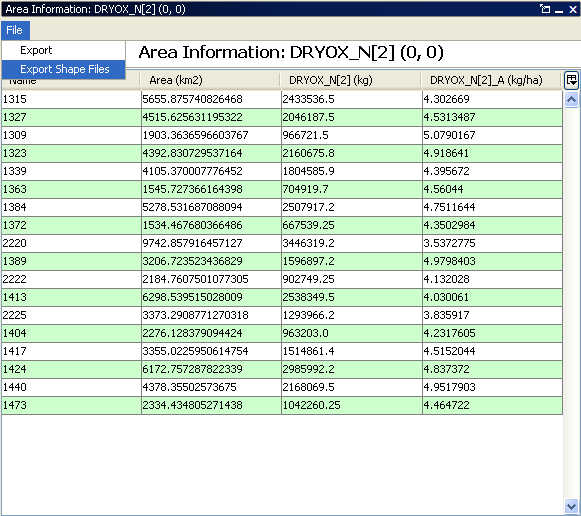 Area Information: DRYOX_N[2] (0, 0)
File
Export
Export Shape Files
Area Information: DRYOX_N[2] (0, 0)
Name Area (km2) DRYOX_N[2] (kg) DRYOX_N[2]_A (kg/ha)
1315 5655.875740826468 2433536.5 4.302669
1327 4515.625631195322 2046187.5 4.5313487
1309 1903.3636596603767 966721.5 5.0790167
1323 4392.830729537164 2160675.8 4.918641
1339 4105.370007776452 1804585.9 4.395672
1363 1545.727366164398 704919.7 4.56044
1384 5278.531687088094 2507917.2 4.7511644
1372 1534.467680366486 667539.25 4.3502984
2220 9742.857916457127 3446319.2 3.5372775
1389 3206.723523436829 1596897.2 4.9798403
2222 2184.7607501077305 902749.25 4.132028
1413 6298.539515028009 2538349.5 4.030061
2225 3373.2908771270318 1293966.2 3.835917
1404 2276.128379094424 963203.0 4.2317605
1417 3355.0225950614754 1514861.4 4.5152044
1424 6172.757287822339 2985992.2 4.837372
1440 4378.35502573675 2168069.5 4.9517903
1473 2334.434805271438 1042260.25 4.464722